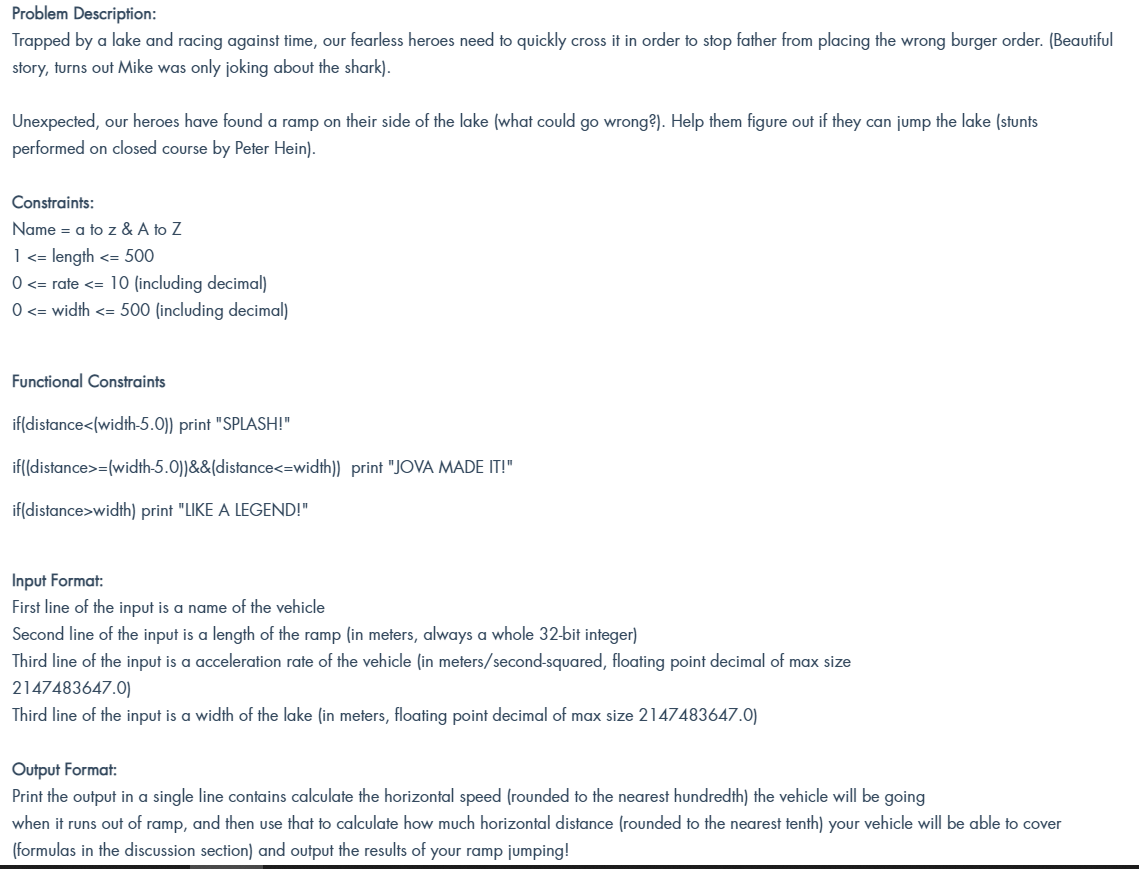 Problem Description:
Trapped by a lake and racing against time, our fearless heroes need to quickly cross it in order to stop father from placing the wrong burger order. (Beautiful
story, turns out Mike was only joking about the shark).
Unexpected, our heroes have found a ramp on their side of the lake (what could go wrong?). Help them figure out if they can jump the lake (stunts
performed on closed course by Peter Hein).
Constraints:
Name = a to z & A to Z
1 <= length <= 500
0 <= rate <= 10 (including decimal)
0 <= width <= 500 (including decimal)
Functional Constraints
if(distance<(width-5.0)) print "SPLASH!"
if((distance>=(width-5.0))&&(distance<=width))  print "JOVA MADE IT!"
if(distance>width) print "LIKE A LEGEND!"
Input Format:
First line of the input is a name of the vehicle
Second line of the input is a length of the ramp (in meters, always a whole 32-bit integer)
Third line of the input is a acceleration rate of the vehicle (in meters/second-squared, floating point decimal of max size
2147483647.0)
Third line of the input is a width of the lake (in meters, floating point decimal of max size 2147483647.0)
Output Format:
Print the output in a single line contains calculate the horizontal speed (rounded to the nearest hundredth) the vehicle will be going
when it runs out of ramp, and then use that to calculate how much horizontal distance (rounded to the nearest tenth) your vehicle will be able to cover
(formulas in the discussion section) and output the results of your ramp jumping!